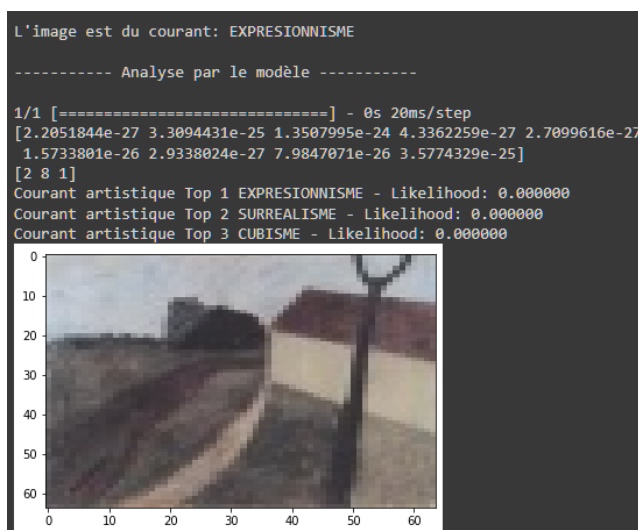 L'image est du courant: EXPRESIONNISME
----------- Analyse par le modèle -----------
1/1 [==============================] - 0s 20ms/step
[2.2051844e-27 3.3094431e-25 1.3507995e-24 4.3362259e-27 2.7099616e-27
1.5733801e-26 2.9338024e-27 7.9847071e-26 3.5774329e-25]
[2 8 1]
Courant artistique Top 1 EXPRESIONNISME - Likelihood: 0.000000
Courant artistique Top 2 SURREALISME - Likelihood: 0.000000
Courant artistique Top 3 CUBISME - Likelihood: 0.000000
0
10
20
30
40
50
60
0 10 20 30 40 50 60